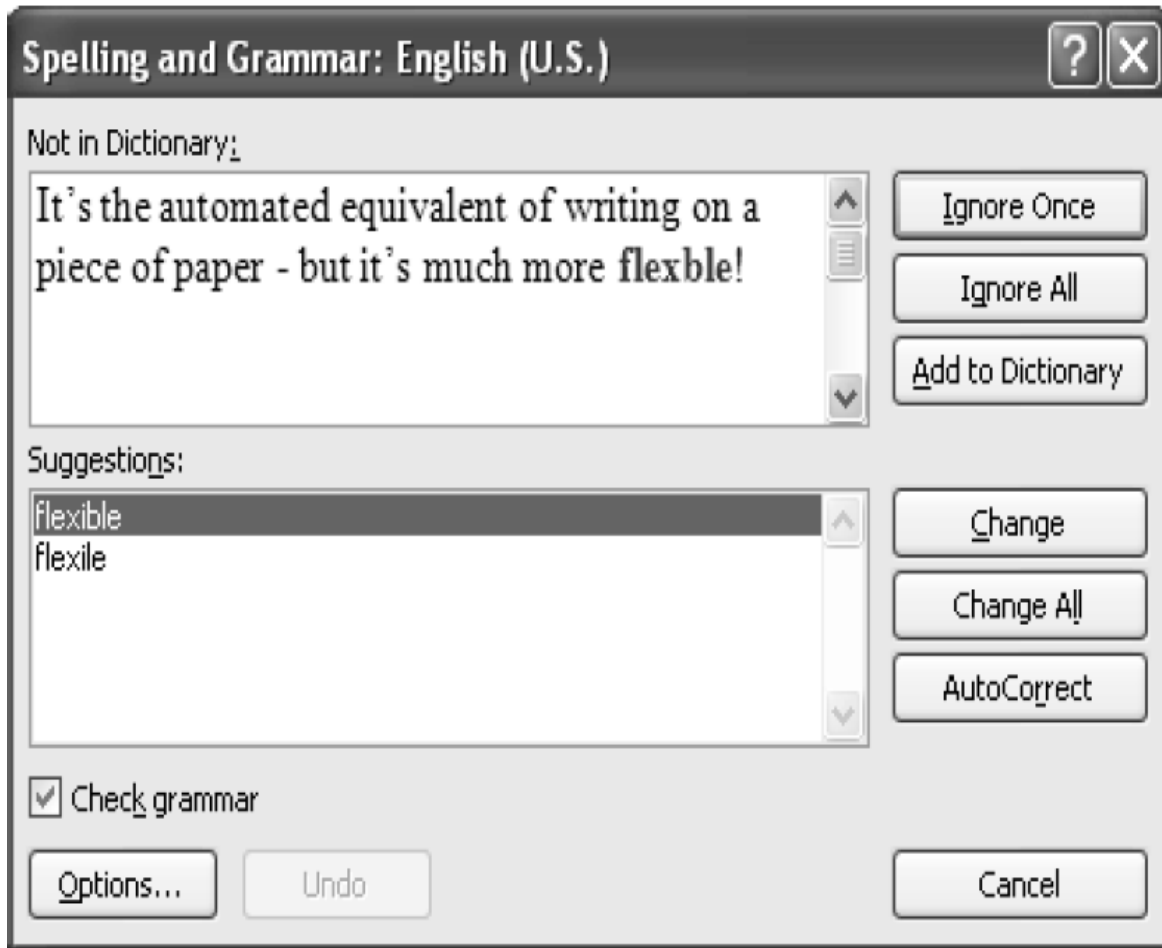 Spelling and Grammar: English (U.S.)
Not in Dictionary:
It's the automated equivalent of writing on a
piece of paper - but it's much more flexble!
Ignore Once
Ignore All
Add to Dictionary
Suggestions:
flexible
flexile
Change
Change All
AutoCorrect
Check grammar
Options...
Undo
Cancel